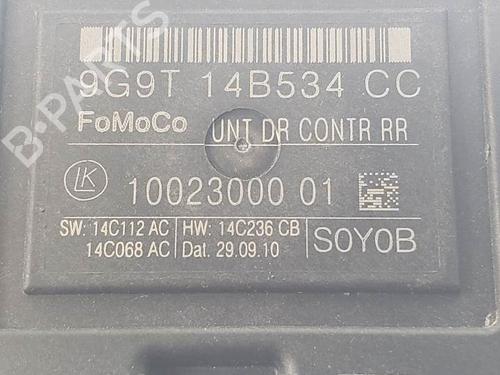 9G9T 14B534 CC
FoMoCo UNT DR CONTR RR
LK 10023000 01
SW: 14C112 AC HW: 14C236 CB S0Y0B
14C068 AC Dat. 29.09.10
B-PARTS